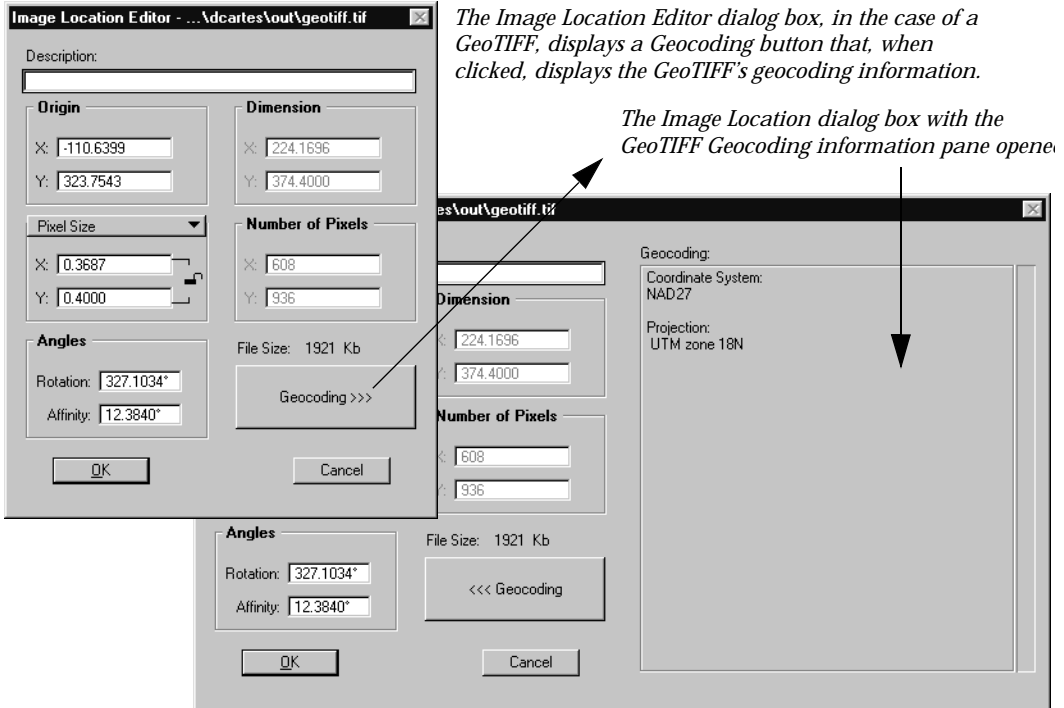 Image Location Editor - ...\dcartes\out\geotiff.tif
Description:
Origin
X: -110.6399
Y: 323.7543
Dimension
X: 224.1696
Y: 374.4000
Pixel Size
X: 0.3687
Y: 0.4000
Number of Pixels
X: 608
Y: 936
Angles
Rotation: 327.1034°
Affinity: 12.3840°
File Size: 1921 Kb
Geocoding >>>
OK
Cancel
The Image Location Editor dialog box, in the case of a
GeoTIFF, displays a Geocoding button that, when
clicked, displays the GeoTIFF's geocoding information.
The Image Location dialog box with the
GeoTIFF Geocoding information pane opened
es\out\geotiff.tif
Dimension
X: 224.1696
Y: 374.4000
Number of Pixels
X: 608
Y: 936
Angles
Rotation: 327.1034°
Affinity: 12.3840°
File Size: 1921 Kb
<<< Geocoding
OK
Cancel
Geocoding:
Coordinate System:
NAD27
Projection:
UTM zone 18N